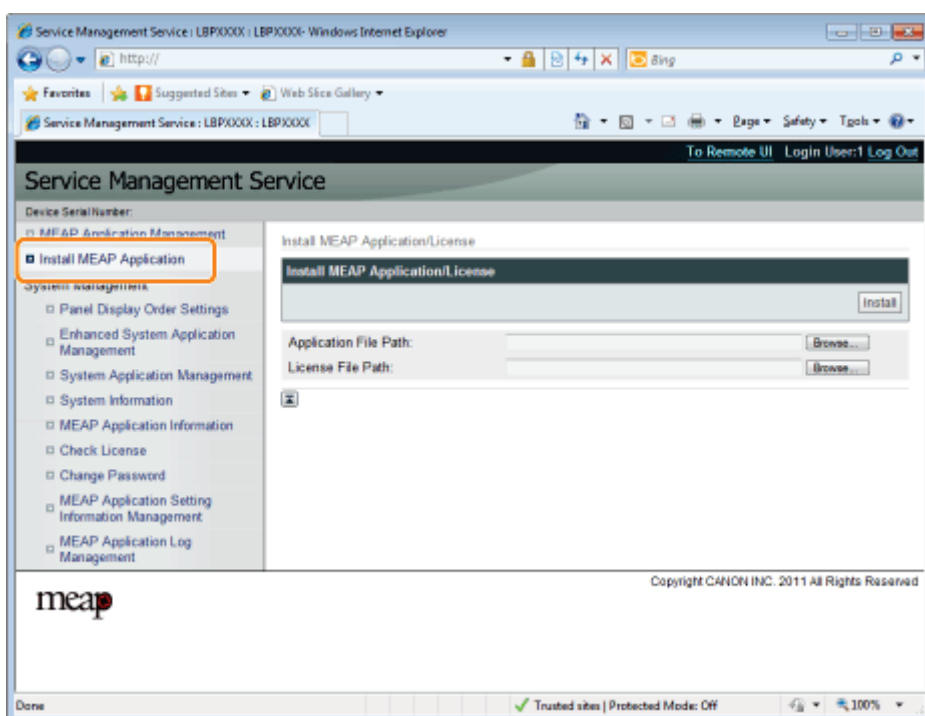 Service Management Service : LBPXXXX : LBPXXXX- Windows Internet Explorer
http://
Bing
Favorites
Suggested Sites
Web Slice Gallery
Service Management Service : LBPXXXX : LBPXXXX
Page
Safety
Tools
To Remote UI Login User:1 Log Out
Service Management Service
Device Serial Number:
MEAP Application Management
Install MEAP Application
System Management
Panel Display Order Settings
Enhanced System Application
Management
System Application Management
System Information
MEAP Application Information
Check License
Change Password
MEAP Application Setting
Information Management
MEAP Application Log
Management
Install MEAP Application/License
Install MEAP Application/License
Install
Application File Path:
Browse...
License File Path:
Browse...
Copyright CANON INC. 2011 All Rights Reserved
meap
Done
Trusted sites | Protected Mode: Off
100%